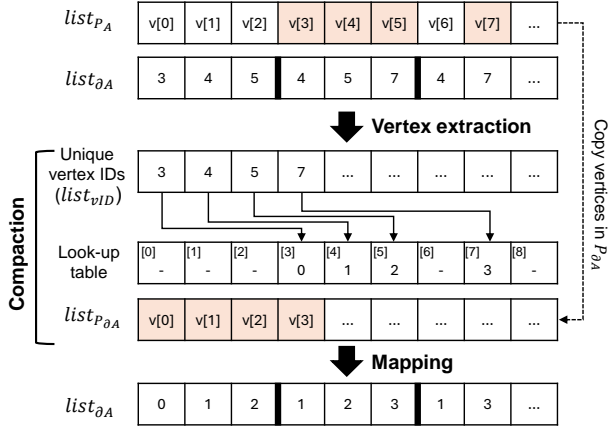 list_{P_A} v[0] v[1] v[2] v[3] v[4] v[5] v[6] v[7] ...
list_{∂A} 3 4 5 4 5 7 4 7 ...
Vertex extraction
Copy vertices in P_{∂A}
Compaction
Unique
vertex IDs
(list_{vID})
3 4 5 7 ... ... ... ... ...
Look-up
table
[0] [1] [2] [3] [4] [5] [6] [7] [8]
- - - 0 1 2 - 3 -
list_{P_{∂A}} v[0] v[1] v[2] v[3] ... ... ... ... ...
Mapping
list_{∂A} 0 1 2 1 2 3 1 3 ...